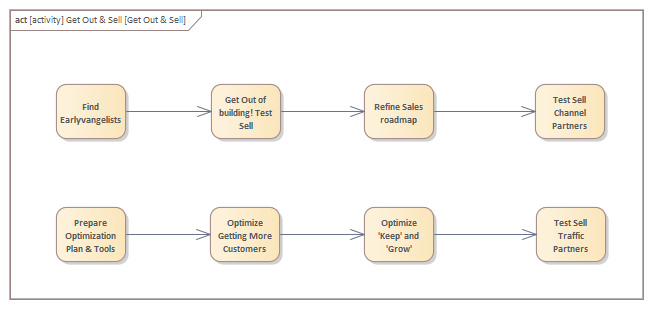 act [activity] Get Out & Sell [Get Out & Sell]
Find
Earlyvangelists
Get Out of
building! Test
Sell
Refine Sales
roadmap
Test Sell
Channel
Partners
Prepare
Optimization
Plan & Tools
Optimize
Getting More
Customers
Optimize
'Keep' and
'Grow'
Test Sell
Traffic
Partners